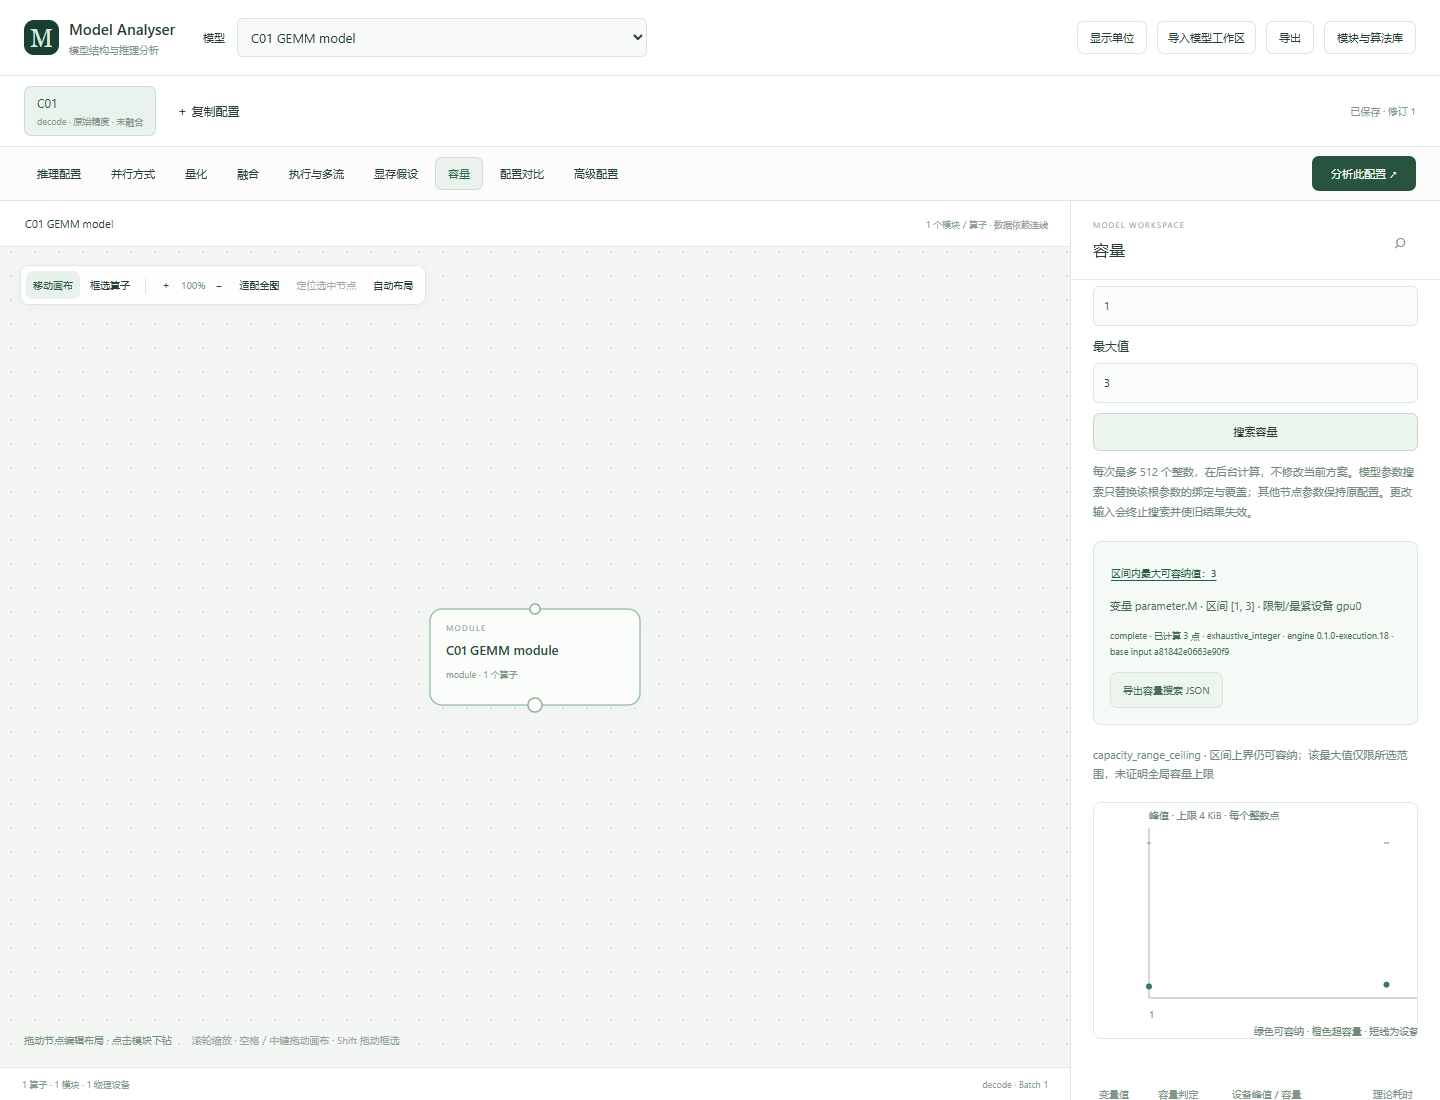 M
Model Analyser
模型结构与推理分析
模型
C01 GEMM model
显示单位
导入模型工作区
导出
模块与算法库
C01
decode · 原始精度 · 未融合
+ 复制配置
已保存 · 修订 1
推理配置
并行方式
量化
融合
执行与多流
显存假设
容量
配置对比
高级配置
分析此配置 ↗
C01 GEMM model
1 个模块 / 算子 · 数据依赖连线
移动画布
框选算子
+
100%
−
适配全图
定位选中节点
自动布局
MODULE
C01 GEMM module
module · 1 个算子
拖动节点编辑布局 · 点击模块下钻
滚轮缩放 · 空格 / 中键拖动画布 · Shift 拖动框选
1 算子 · 1 模块 · 1 物理设备
decode · Batch 1
MODEL WORKSPACE
容量
1
最大值
3
搜索容量
每次最多 512 个整数，在后台计算，不修改当前方案。模型参数搜
索只替换该根参数的绑定与覆盖；其他节点参数保持原配置。更改
输入会终止搜索并使旧结果失效。
区间内最大可容纳值：3
变量 parameter.M · 区间 [1, 3] · 限制/最紧设备 gpu0
complete · 已计算 3 点 · exhaustive_integer · engine 0.1.0-execution.18 ·
base input a81842e0663e90f9
导出容量搜索 JSON
capacity_range_ceiling · 区间上界仍可容纳；该最大值仅限所选范
围，未证明全局容量上限
峰值 · 上限 4 KiB · 每个整数点
1
绿色可容纳 · 橙色超容量 · 短线为设备
变量值
容量判定
设备峰值 / 容量
理论耗时